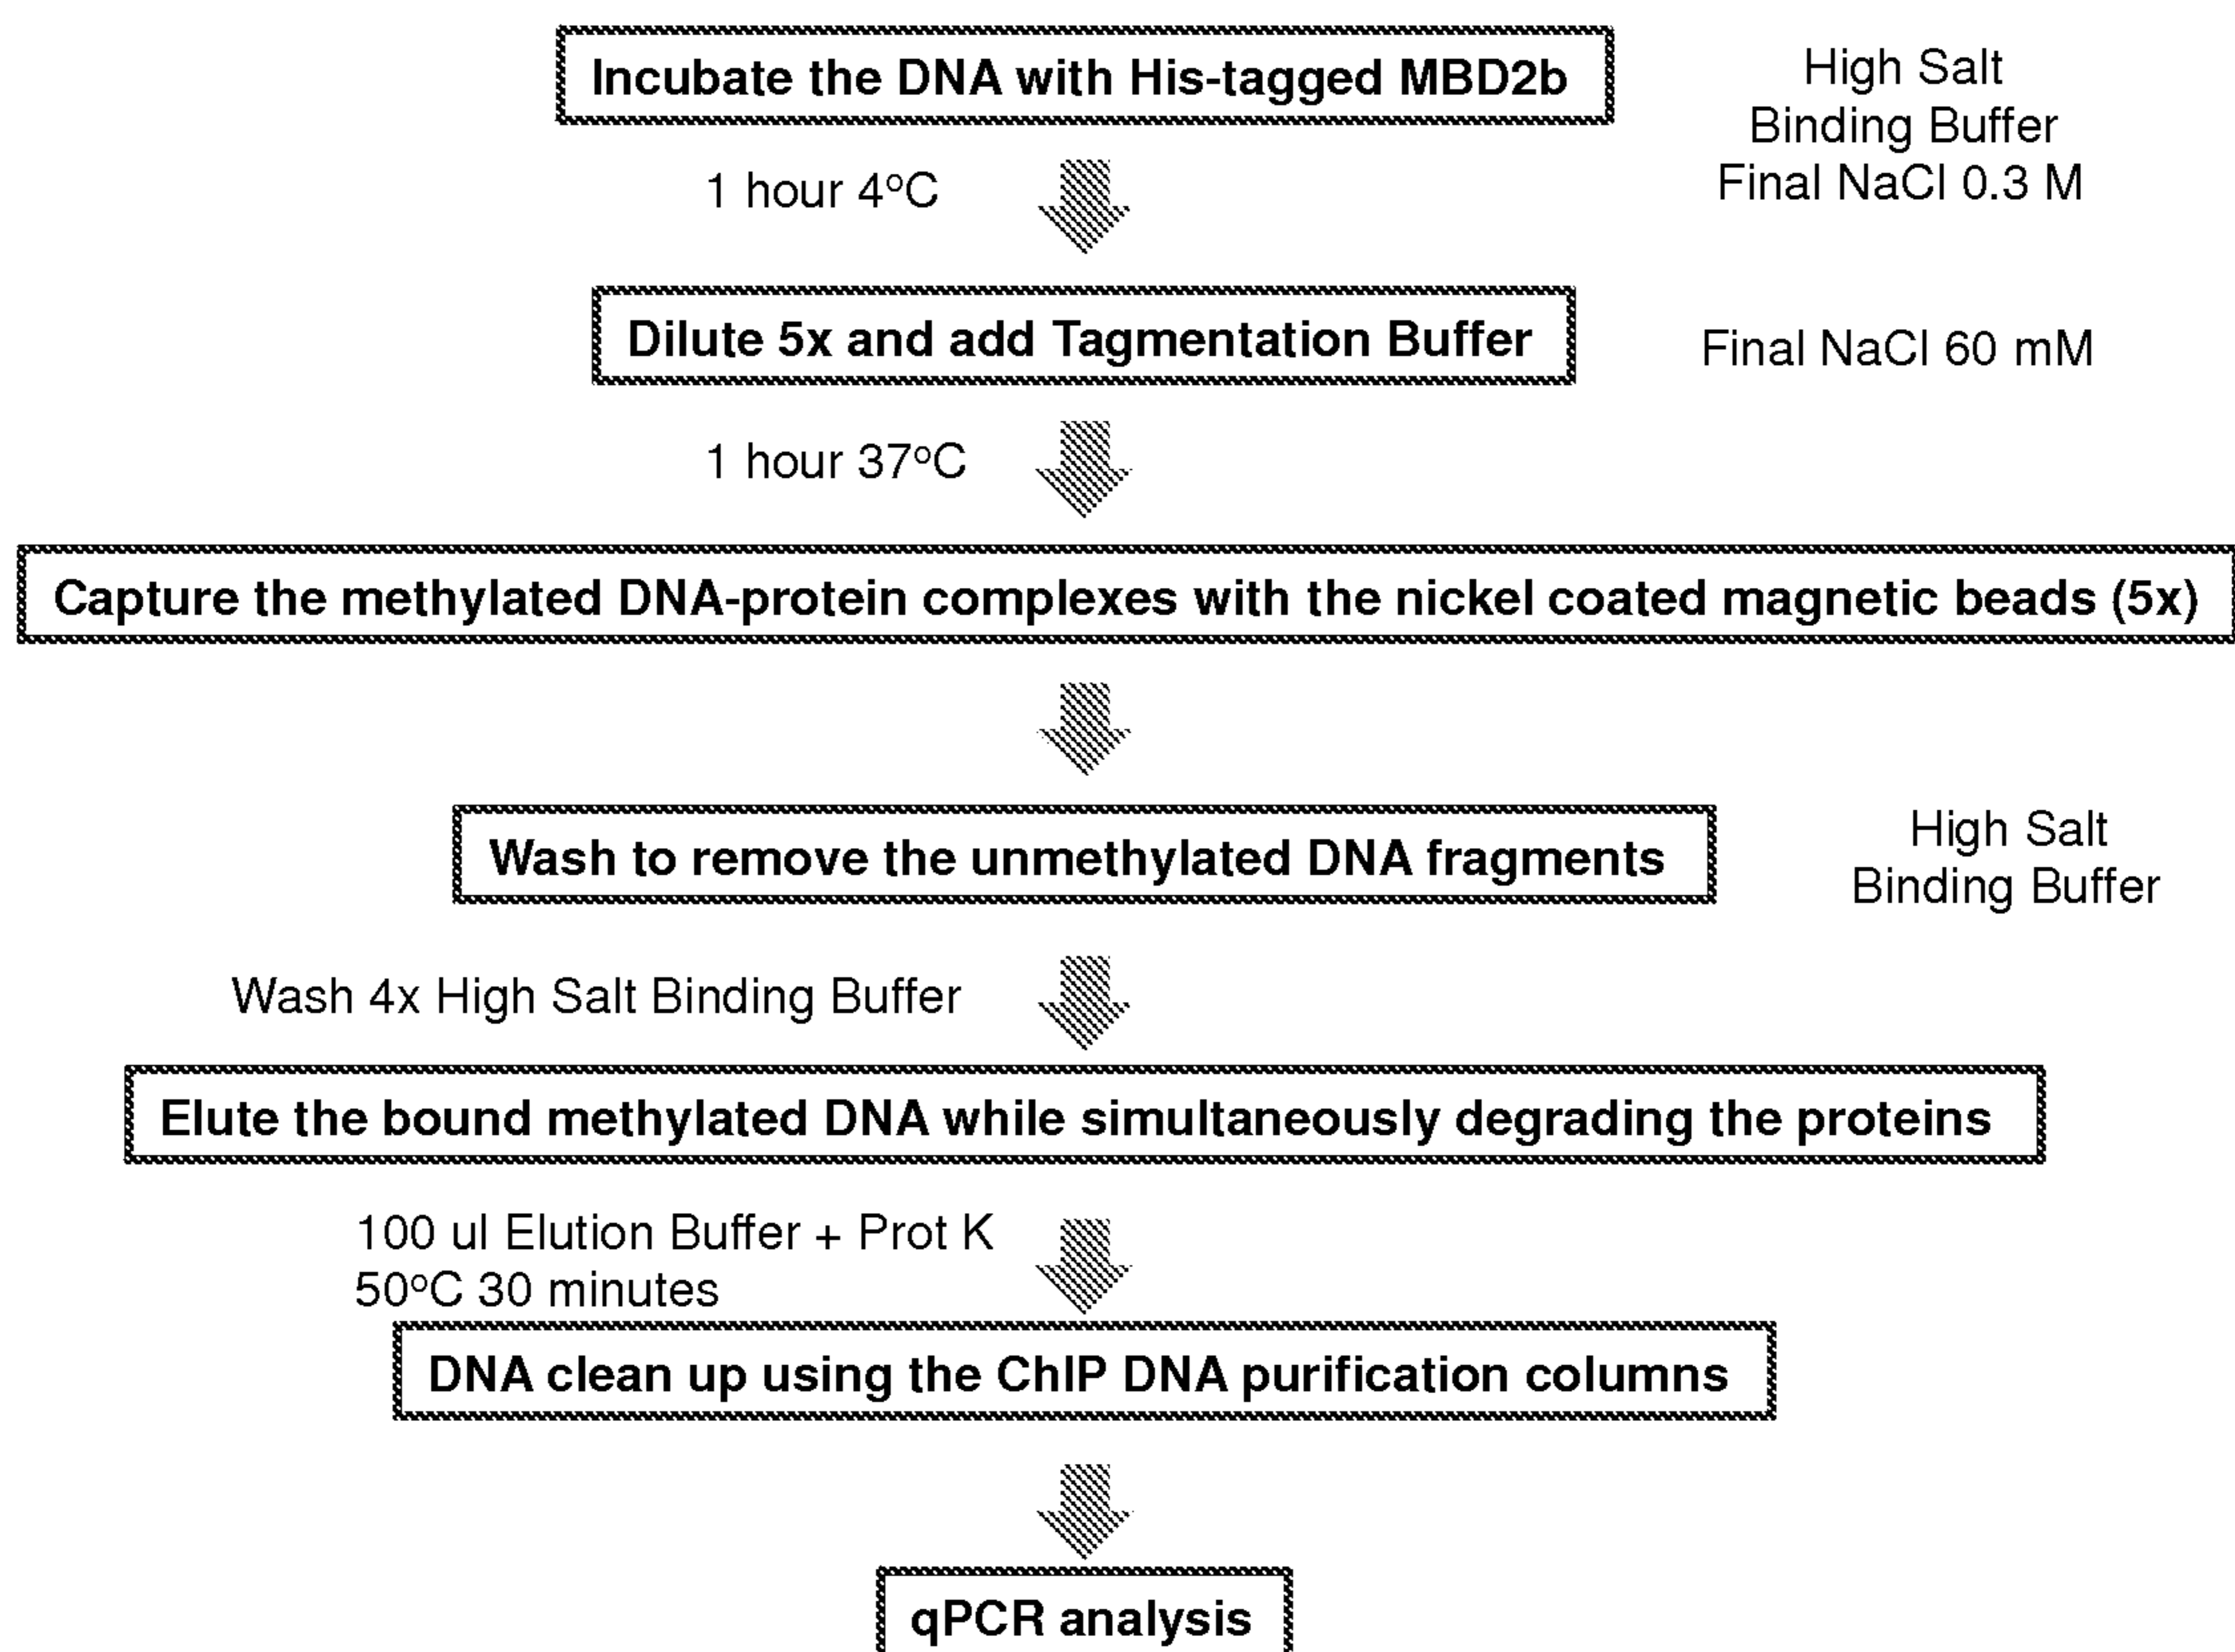 Incubate the DNA with His-tagged MBD2b
High Salt
Binding Buffer
Final NaCl 0.3 M
1 hour 4ºC
Dilute 5x and add Tagmentation Buffer
Final NaCl 60 mM
1 hour 37ºC
Capture the methylated DNA-protein complexes with the nickel coated magnetic beads (5x)
Wash to remove the unmethylated DNA fragments
High Salt
Binding Buffer
Wash 4x High Salt Binding Buffer
Elute the bound methylated DNA while simultaneously degrading the proteins
100 ul Elution Buffer + Prot K
50ºC 30 minutes
DNA clean up using the ChIP DNA purification columns
qPCR analysis